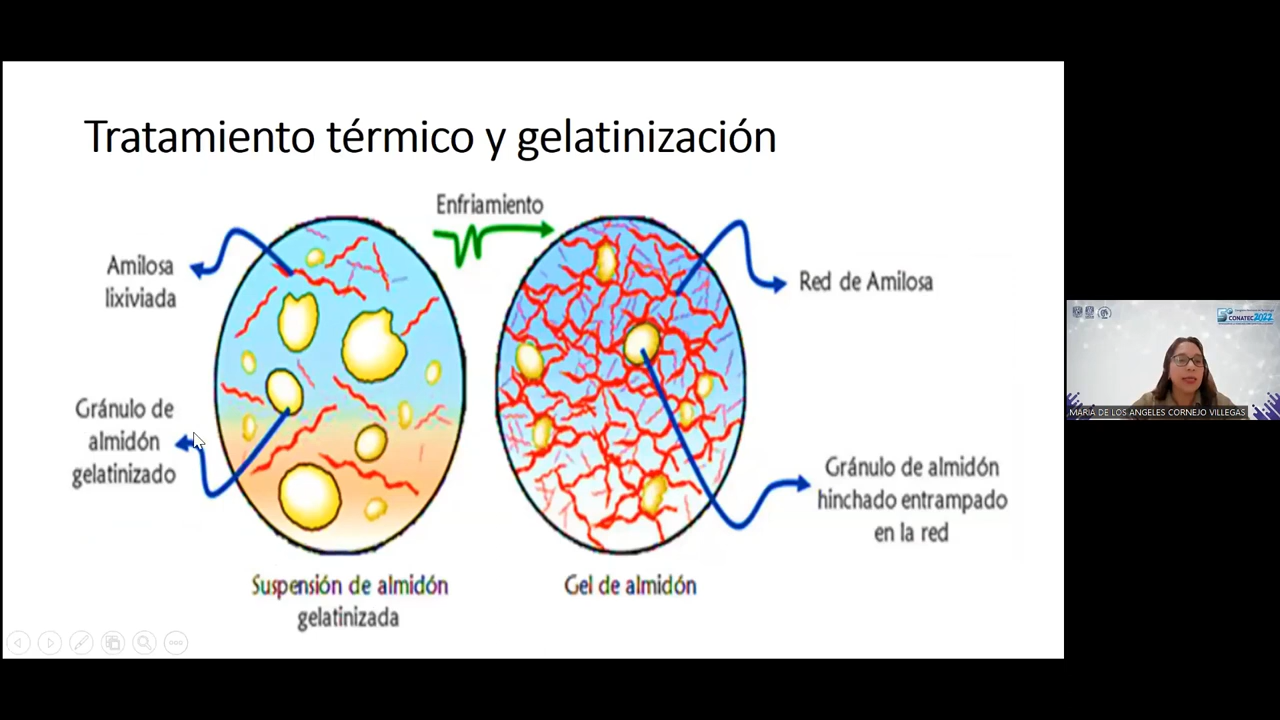 Tratamiento térmico y gelatinización
Enfriamiento
Amilosa
lixiviada
Red de Amilosa
Gránulo de
almidón
gelatinizado
Gránulo de almidón
hinchado entrampado
en la red
Suspensión de almidón
gelatinizada
Gel de almidón
CONATEC 2022
MARIA DE LOS ANGELES CORNEJO VILLEGAS